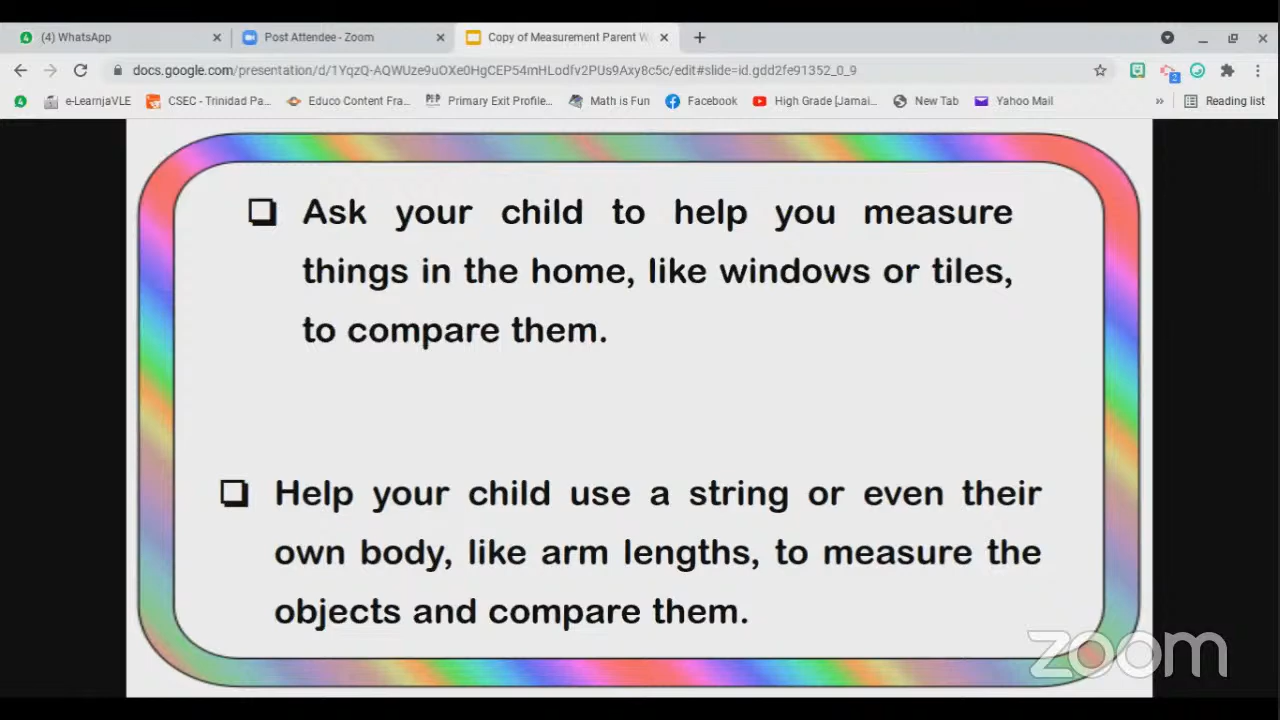 (4) WhatsApp
Post Attendee - Zoom
Copy of Measurement Parent W
docs.google.com/presentation/d/1YqzQ-AQWUze9uOXe0HgCEP54mHLodfv2PUs9Axy8c5c/edit#slide=id.gdd2fe91352_0_9
e-LearnjaVLE
CSEC - Trinidad Pa...
Educo Content Fra...
Primary Exit Profile...
Math is Fun
Facebook
High Grade [Jamai...
New Tab
Yahoo Mail
»
Reading list
Ask your child to help you measure
things in the home, like windows or tiles,
to compare them.
Help your child use a string or even their
own body, like arm lengths, to measure the
objects and compare them.
zoom